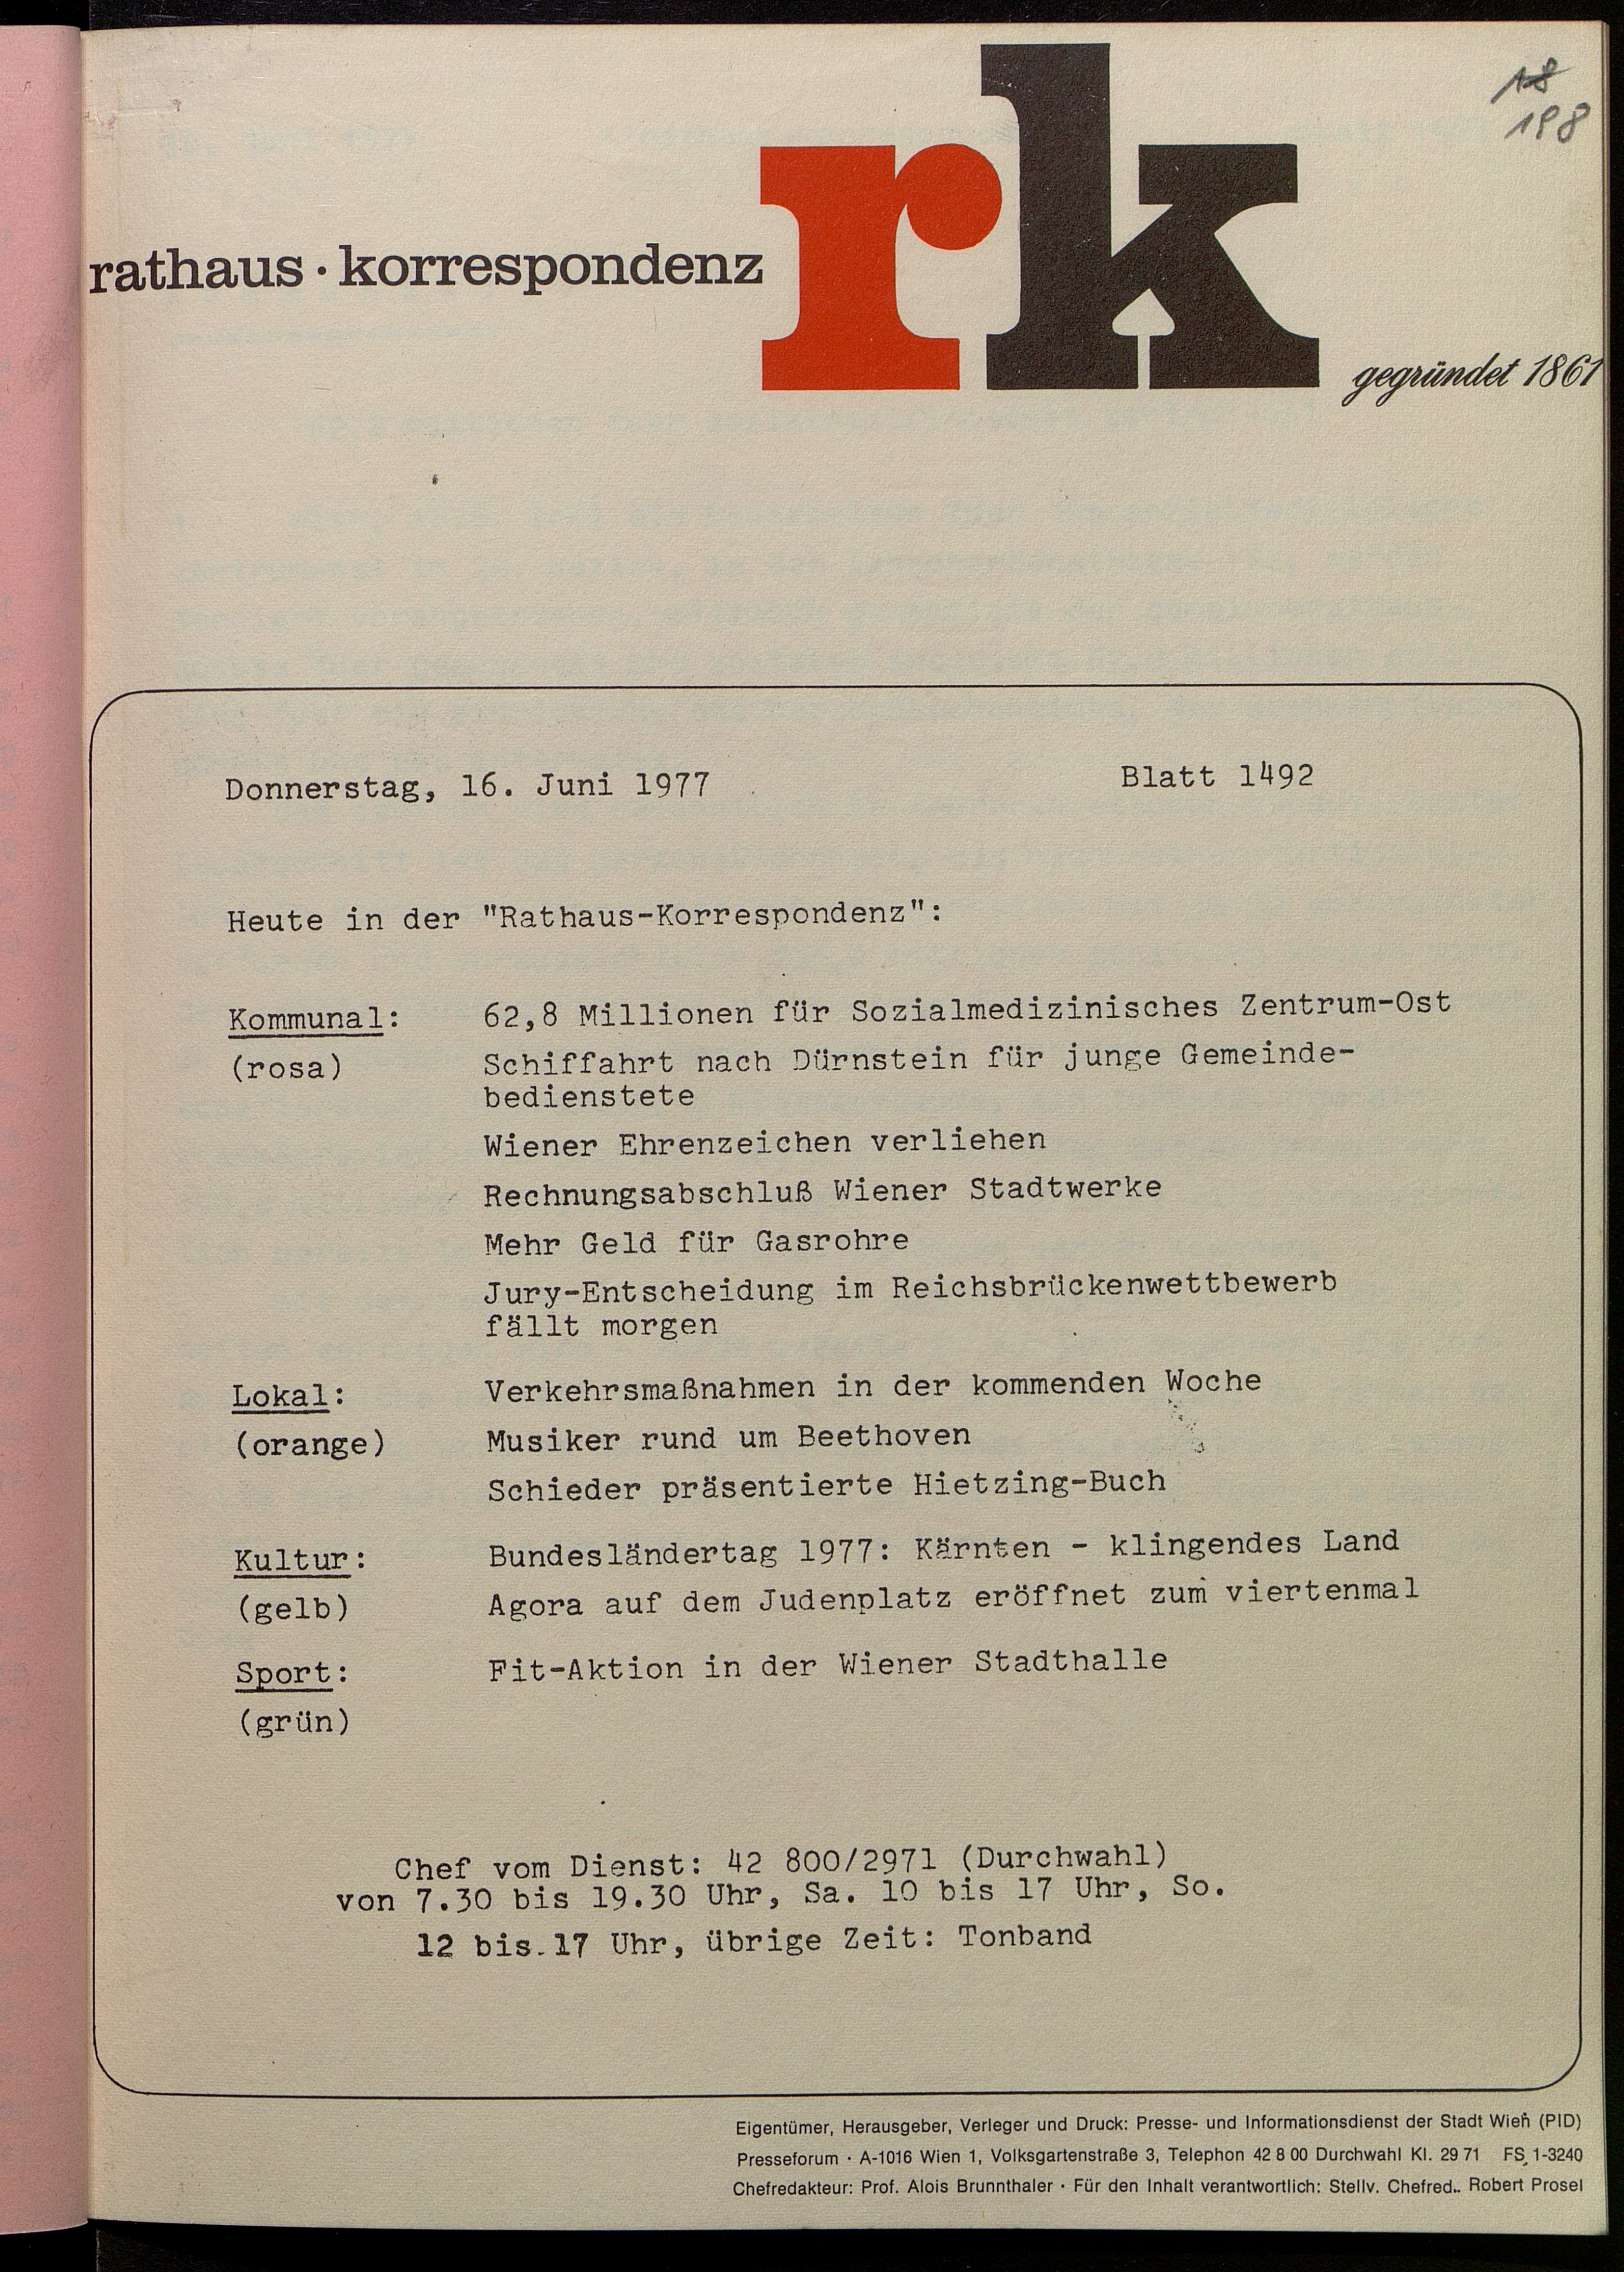 18
198
rk
rathaus · korrespondenz
gegründet 1861
Donnerstag, 16. Juni 1977 Blatt 1492
Heute in der "Rathaus-Korrespondenz":
Kommunal: 62,8 Millionen für Sozialmedizinisches Zentrum-Ost
(rosa) Schiffahrt nach Dürnstein für junge Gemeinde-
bedienstete
Wiener Ehrenzeichen verliehen
Rechnungsabschluß Wiener Stadtwerke
Mehr Geld für Gasrohre
Jury-Entscheidung im Reichsbrückenwettbewerb
fällt morgen
Lokal: Verkehrsmaßnahmen in der kommenden Woche
(orange) Musiker rund um Beethoven
Schieder präsentierte Hietzing-Buch
Kultur: Bundesländertag 1977: Kärnten - klingendes Land
(gelb) Agora auf dem Judenplatz eröffnet zum viertenmal
Sport: Fit-Aktion in der Wiener Stadthalle
(grün)
Chef vom Dienst: 42 800/2971 (Durchwahl)
von 7.30 bis 19.30 Uhr, Sa. 10 bis 17 Uhr, So.
12 bis 17 Uhr, übrige Zeit: Tonband
Eigentümer, Herausgeber, Verleger und Druck: Presse- und Informationsdienst der Stadt Wien (PID)
Presseforum · A-1016 Wien 1, Volksgartenstraße 3, Telephon 42 8 00 Durchwahl Kl. 29 71 FS 1-3240
Chefredakteur: Prof. Alois Brunnthaler · Für den Inhalt verantwortlich: Stellv. Chefred.. Robert Prosel